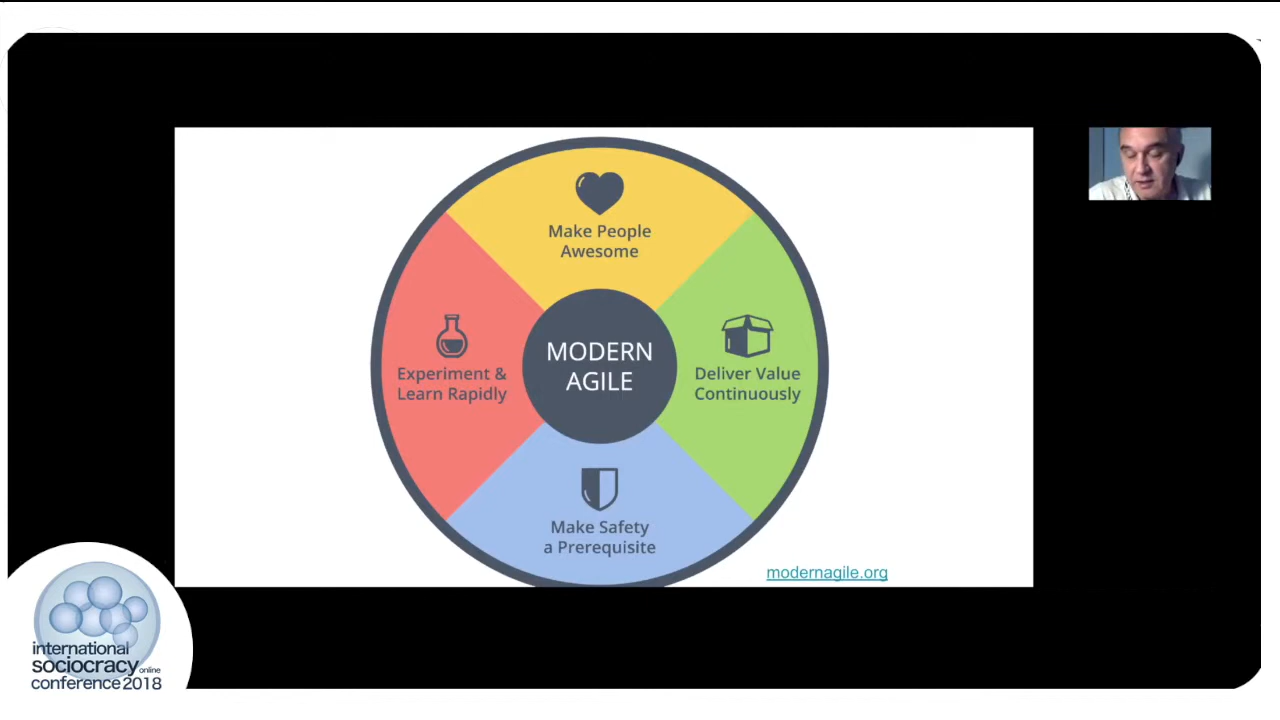 Make People
Awesome
Experiment &
Learn Rapidly
MODERN
AGILE
Deliver Value
Continuously
Make Safety
a Prerequisite
modernagile.org
international
sociocracy online
conference 2018